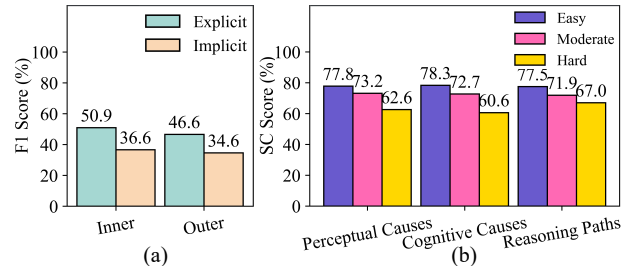 Explicit
Implicit
F1 Score (%)
100
80
60
40
20
0
50.9
36.6
46.6
34.6
Inner
Outer
(a)
Easy
Moderate
Hard
SC Score (%)
100
80
60
40
20
0
77.8
73.2
62.6
78.3
72.7
60.6
77.5
71.9
67.0
Perceptual Causes
Cognitive Causes
Reasoning Paths
(b)